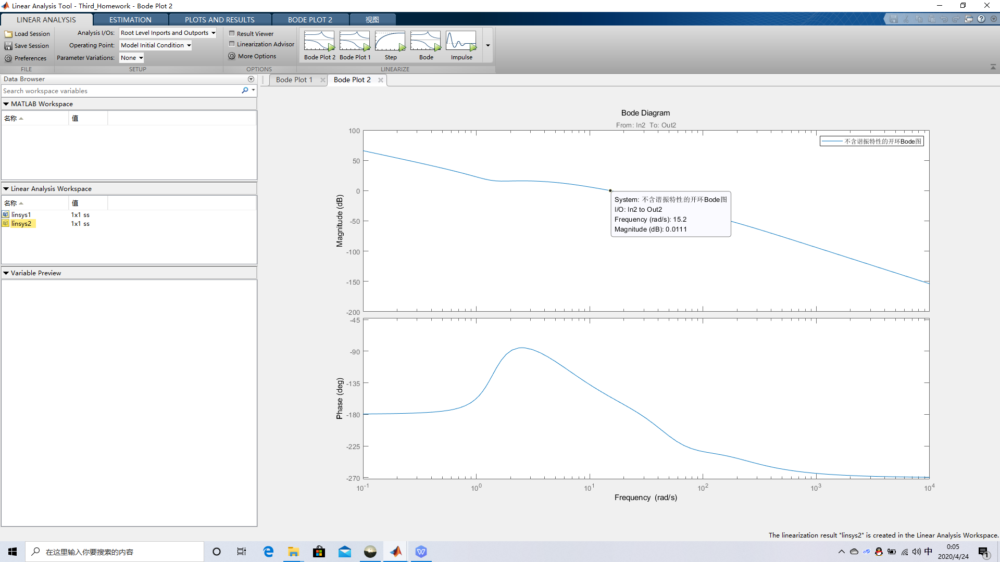 Linear Analysis Tool - Third_Homework - Bode Plot 2
LINEAR ANALYSIS
ESTIMATION
PLOTS AND RESULTS
BODE PLOT 2
视图
Load Session
Save Session
Preferences
FILE
Analysis I/Os: Root Level Inports and Outports
Operating Point: Model Initial Condition
Parameter Variations: None
SETUP
Result Viewer
Linearization Advisor
More Options
OPTIONS
Bode Plot 2
Bode Plot 1
Step
Bode
Impulse
LINEARIZE
Data Browser
Search workspace variables
MATLAB Workspace
名称 值
Linear Analysis Workspace
名称 值
linsys1 1x1 ss
linsys2 1x1 ss
Variable Preview
Bode Plot 1
Bode Plot 2
Bode Diagram
From: In2 To: Out2
不含谐振特性的开环Bode图
Magnitude (dB)
100
50
0
-50
-100
-150
-200
System: 不含谐振特性的开环Bode图
I/O: In2 to Out2
Frequency (rad/s): 15.2
Magnitude (dB): 0.0111
Phase (deg)
-45
-90
-135
-180
-225
-270
10-1 100 101 102 103 104
Frequency (rad/s)
The linearization result "linsys2" is created in the Linear Analysis Workspace.
在这里输入你要搜索的内容
中
0:05
2020/4/24
1